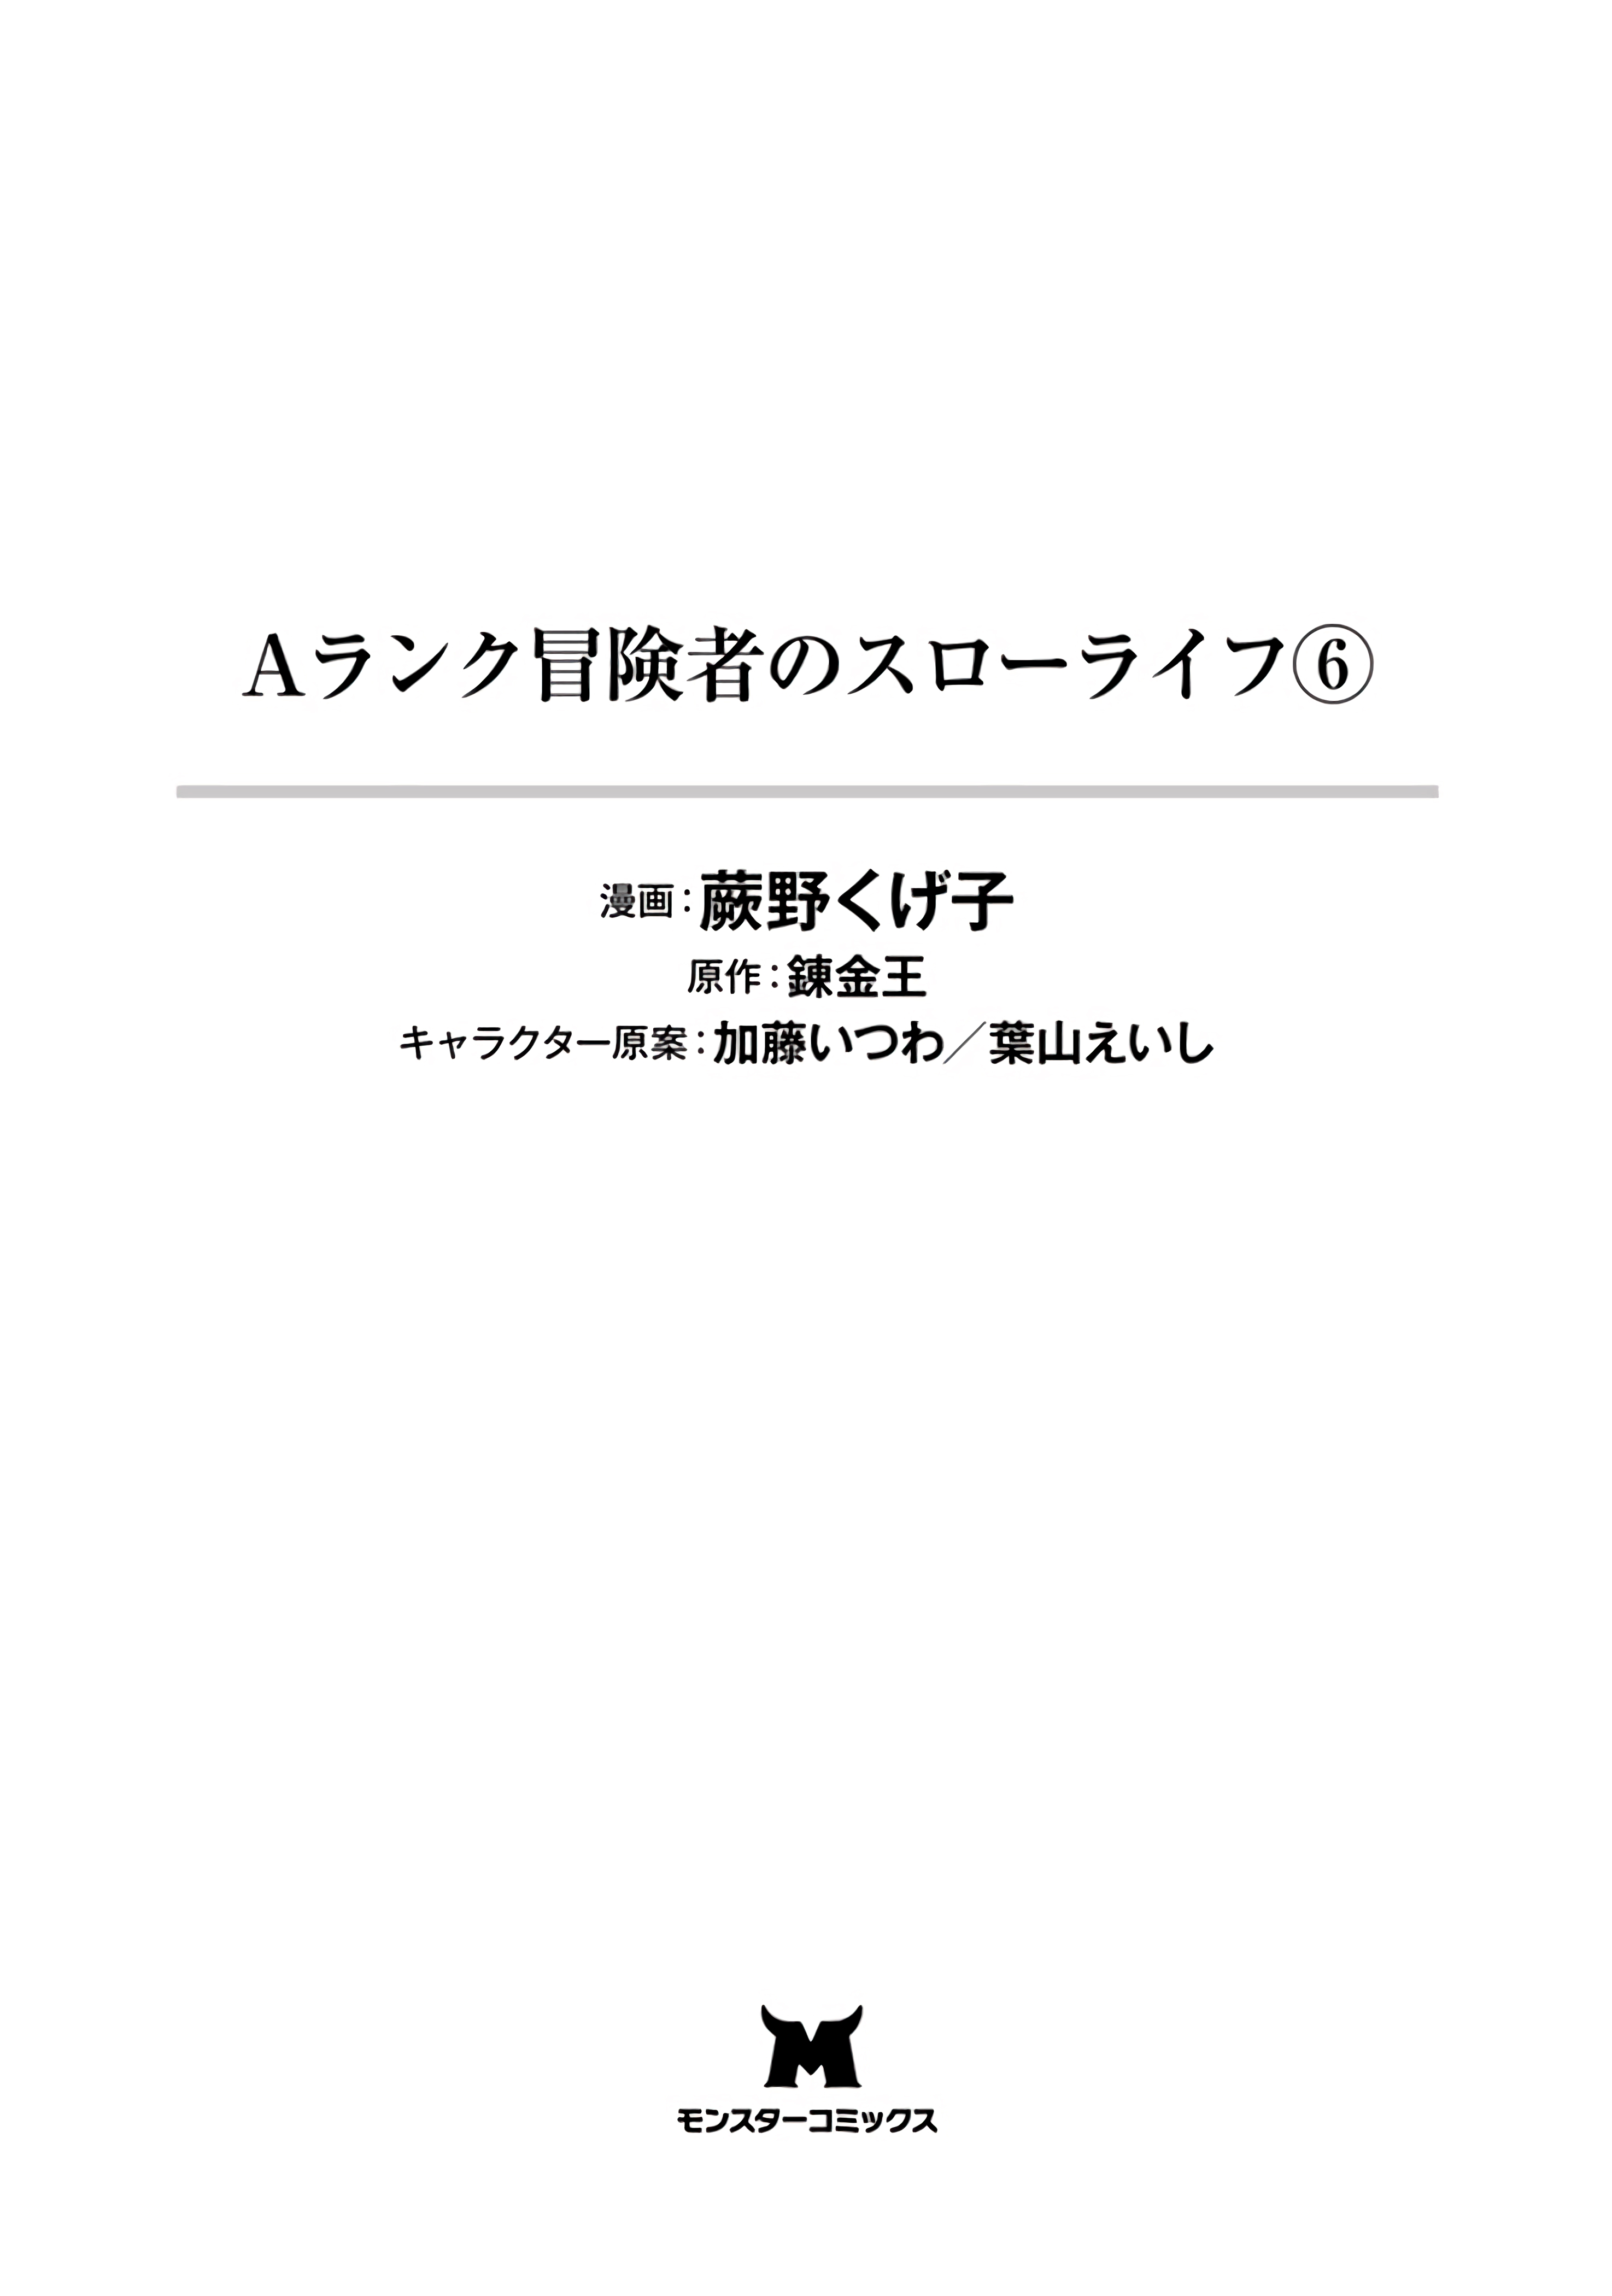 Aランク冒険者のスローライフ⑥
漫画：蕨野くげ子
原作：錬金王
キャラクター原案：加藤いつわ／葉山えいし
M
モンスターコミックス